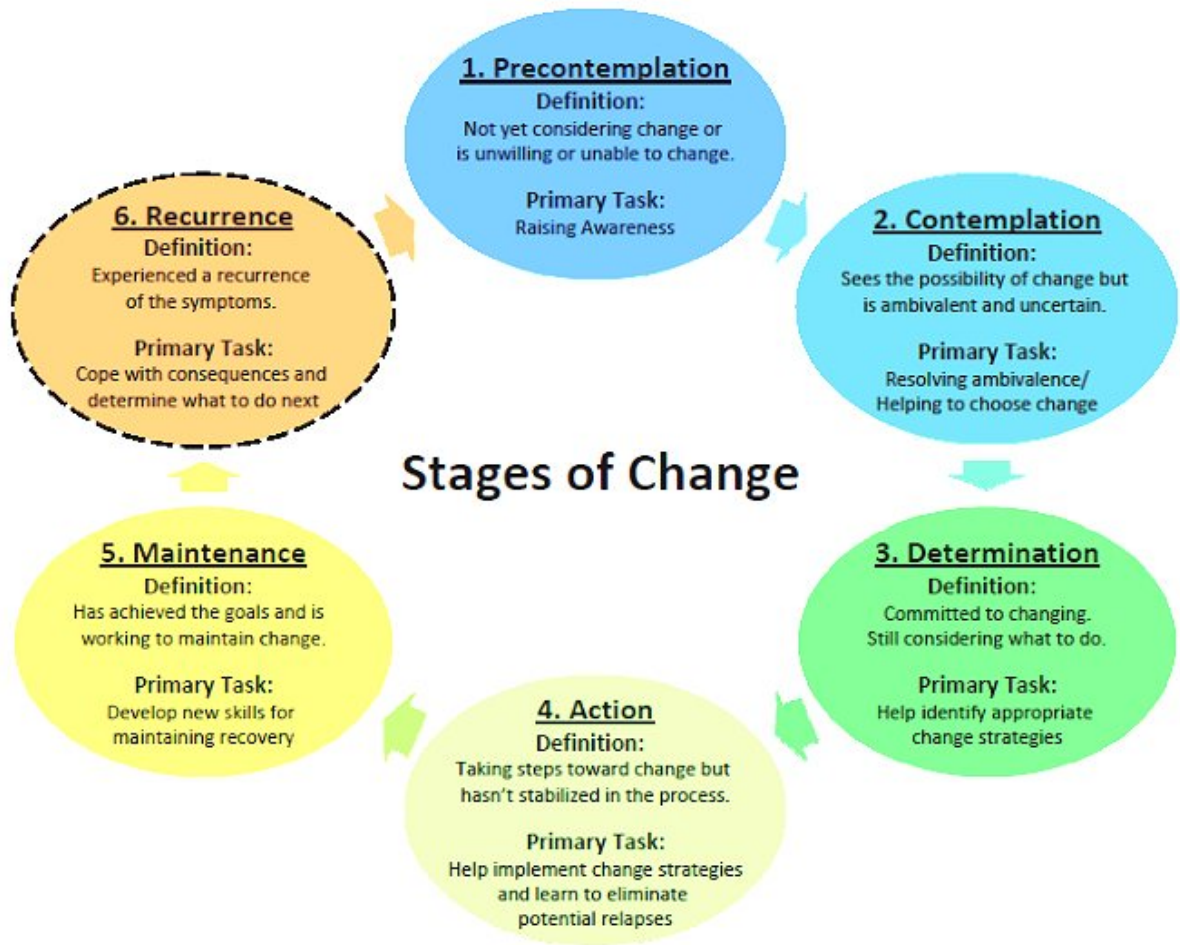 1. Precontemplation
Definition:
Not yet considering change or
is unwilling or unable to change.
Primary Task:
Raising Awareness
2. Contemplation
Definition:
Sees the possibility of change but
is ambivalent and uncertain.
Primary Task:
Resolving ambivalence/
Helping to choose change
3. Determination
Definition:
Committed to changing.
Still considering what to do.
Primary Task:
Help identify appropriate
change strategies
4. Action
Definition:
Taking steps toward change but
hasn't stabilized in the process.
Primary Task:
Help implement change strategies
and learn to eliminate
potential relapses
5. Maintenance
Definition:
Has achieved the goals and is
working to maintain change.
Primary Task:
Develop new skills for
maintaining recovery
6. Recurrence
Definition:
Experienced a recurrence
of the symptoms.
Primary Task:
Cope with consequences and
determine what to do next
Stages of Change